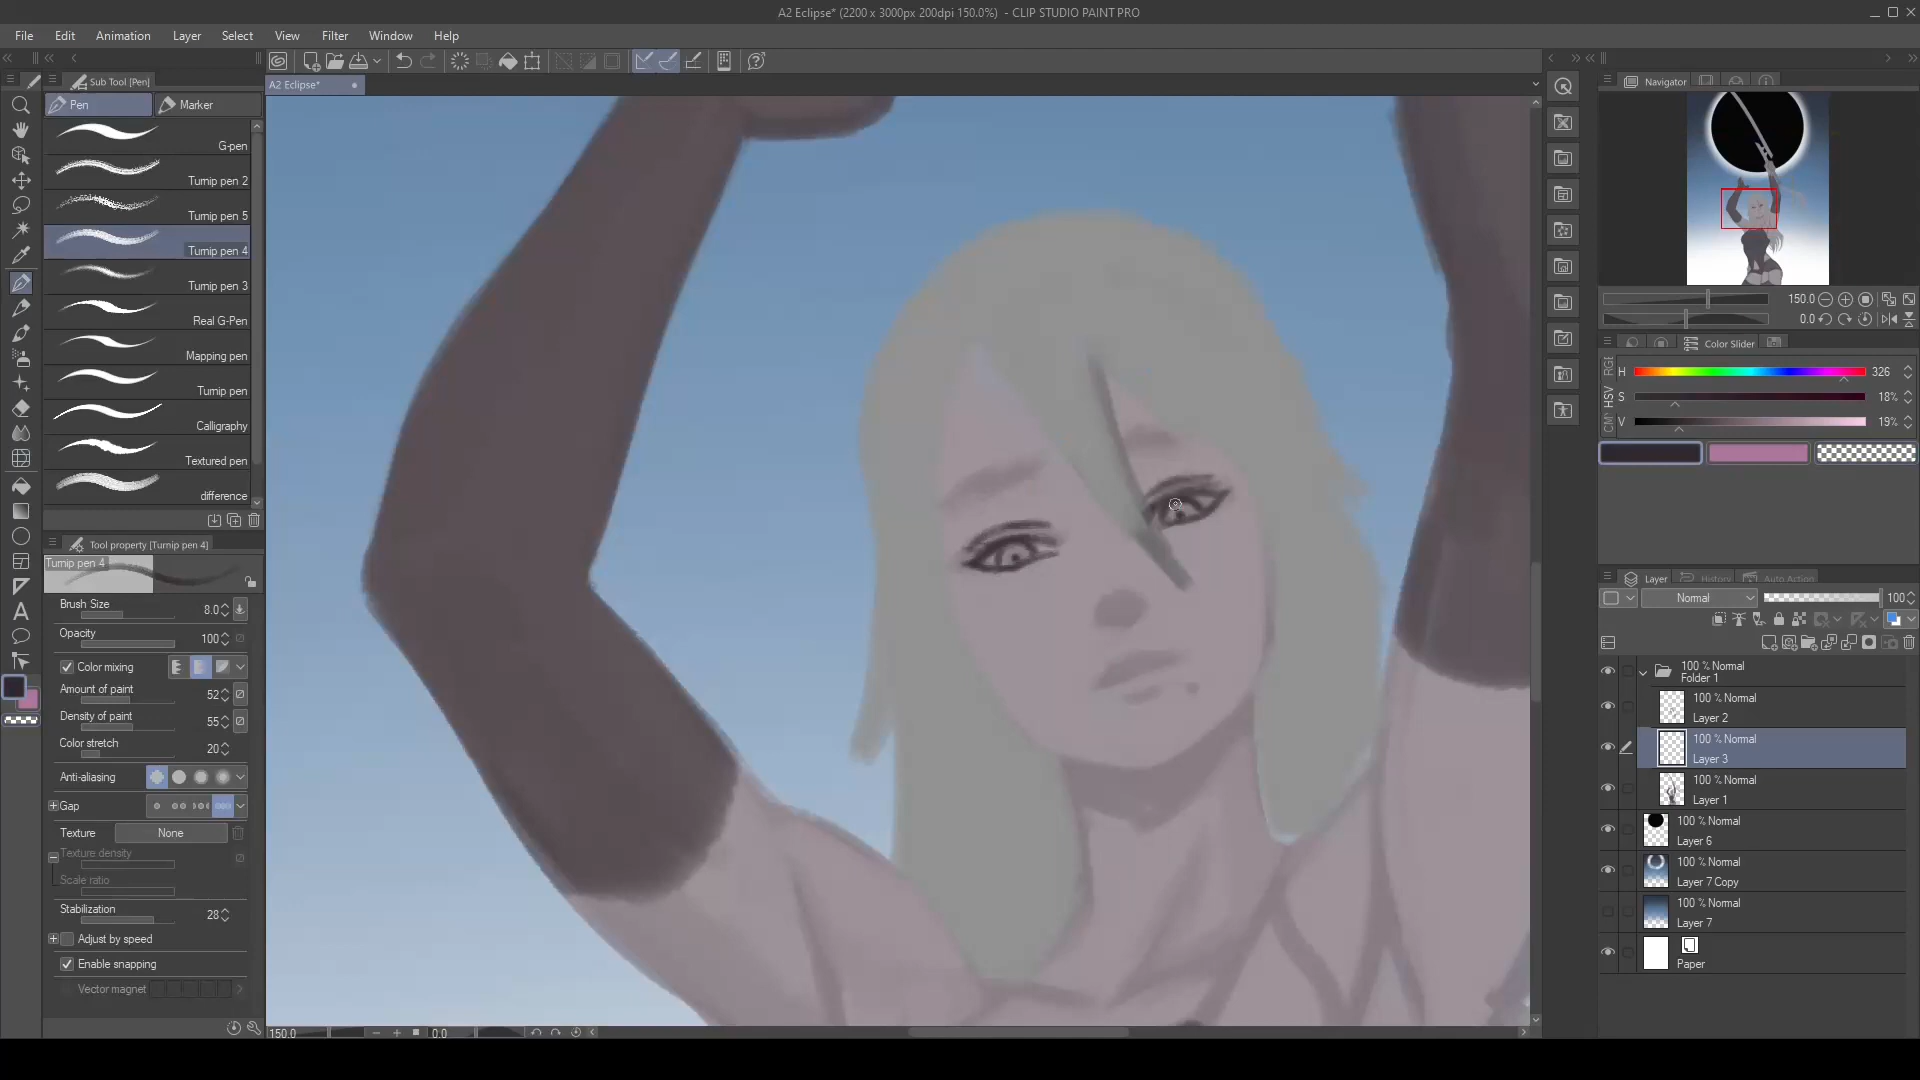 A2 Eclipse* (2200 x 3000px 200dpi 150.0%) - CLIP STUDIO PAINT PRO
File Edit Animation Layer Select View Filter Window Help
Sub Tool [Pen]
A2 Eclipse*
Navigator
Pen Marker
G-pen
Turnip pen 2
Turnip pen 5
Turnip pen 4
Turnip pen 3
Real G-Pen
Mapping pen
Turnip pen
Calligraphy
Textured pen
difference
Tool property [Turnip pen 4]
Turnip pen 4
Brush Size 8.0
Opacity 100
Color mixing
Amount of paint 52
Density of paint 55
Color stretch 20
Anti-aliasing
Gap
Texture None
Texture density
Scale ratio
Stabilization 28
Adjust by speed
Enable snapping
Vector magnet
150.0 0.0
150.0
0.0
Color Slider
RGB
HSV
CM
H 326
S 18%
V 19%
Layer History Auto Action
Normal 100
100 % Normal
Folder 1
100 % Normal
Layer 2
100 % Normal
Layer 3
100 % Normal
Layer 1
100 % Normal
Layer 6
100 % Normal
Layer 7 Copy
100 % Normal
Layer 7
Paper